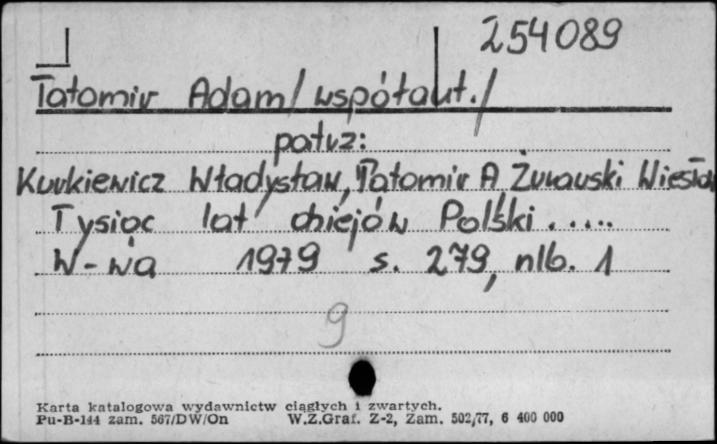 254089
Tatomir Adam / współaut. /
patrz:
Kurkiewicz Władysław, Tatomir A, Żurawski Wiesław
Tysiąc lat dziejów Polski.....
W-wa 1979 s. 279, nlb. 1
9
Karta katalogowa wydawnictw ciągłych i zwartych.
Pu-B-144 zam. 567/DW/On W.Z.Graf. Z-2, Zam. 502/77, 6 400 000